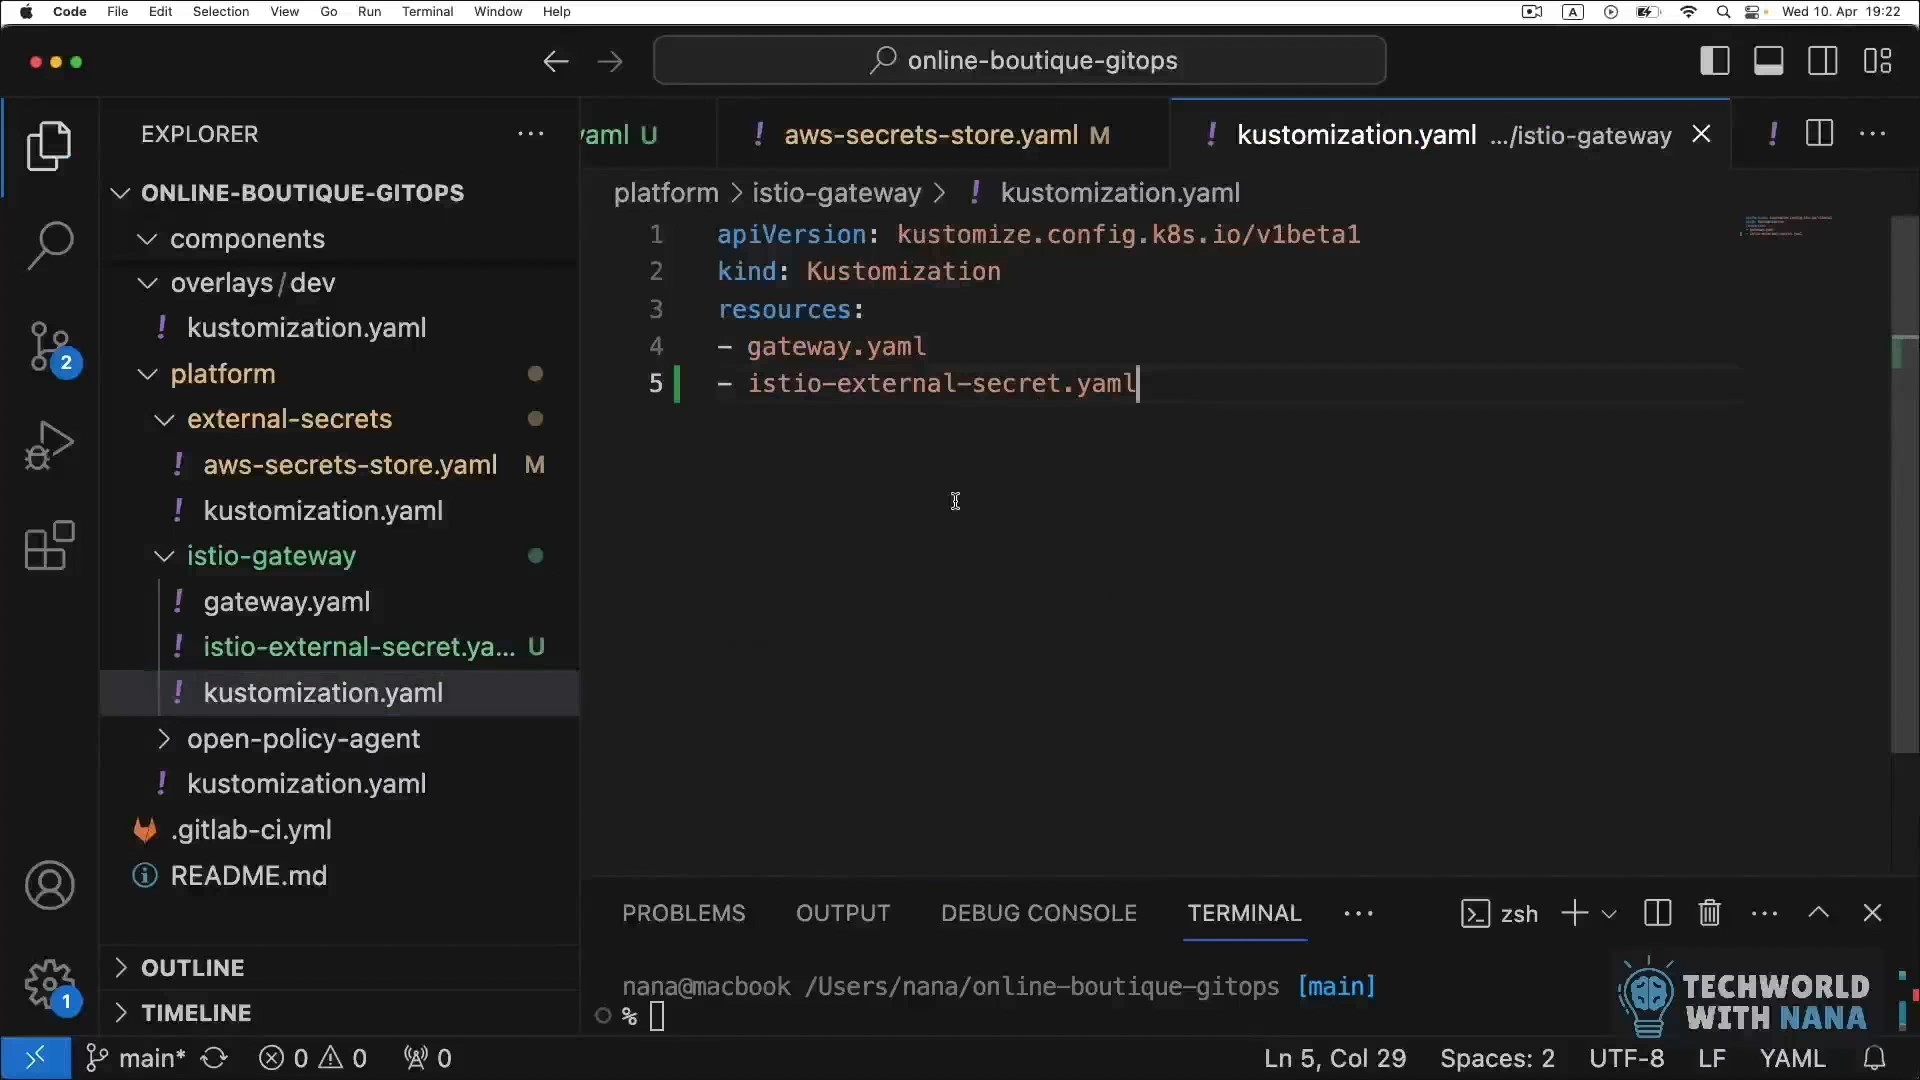 Code File Edit Selection View Go Run Terminal Window Help A Wed 10. Apr 19:22
online-boutique-gitops
EXPLORER
yaml U
! aws-secrets-store.yaml M
! kustomization.yaml .../istio-gateway
!
ONLINE-BOUTIQUE-GITOPS
components
overlays/dev
! kustomization.yaml
platform
external-secrets
! aws-secrets-store.yaml M
! kustomization.yaml
istio-gateway
! gateway.yaml
! istio-external-secret.ya... U
! kustomization.yaml
open-policy-agent
! kustomization.yaml
.gitlab-ci.yml
README.md
OUTLINE
TIMELINE
2
1
platform > istio-gateway > ! kustomization.yaml
1 apiVersion: kustomize.config.k8s.io/v1beta1
2 kind: Kustomization
3 resources:
4 - gateway.yaml
5 - istio-external-secret.yaml
PROBLEMS OUTPUT DEBUG CONSOLE TERMINAL ... zsh
nana@macbook /Users/nana/online-boutique-gitops [main]
%
TECHWORLD
WITH NANA
main* 0 0 0 Ln 5, Col 29 Spaces: 2 UTF-8 LF YAML